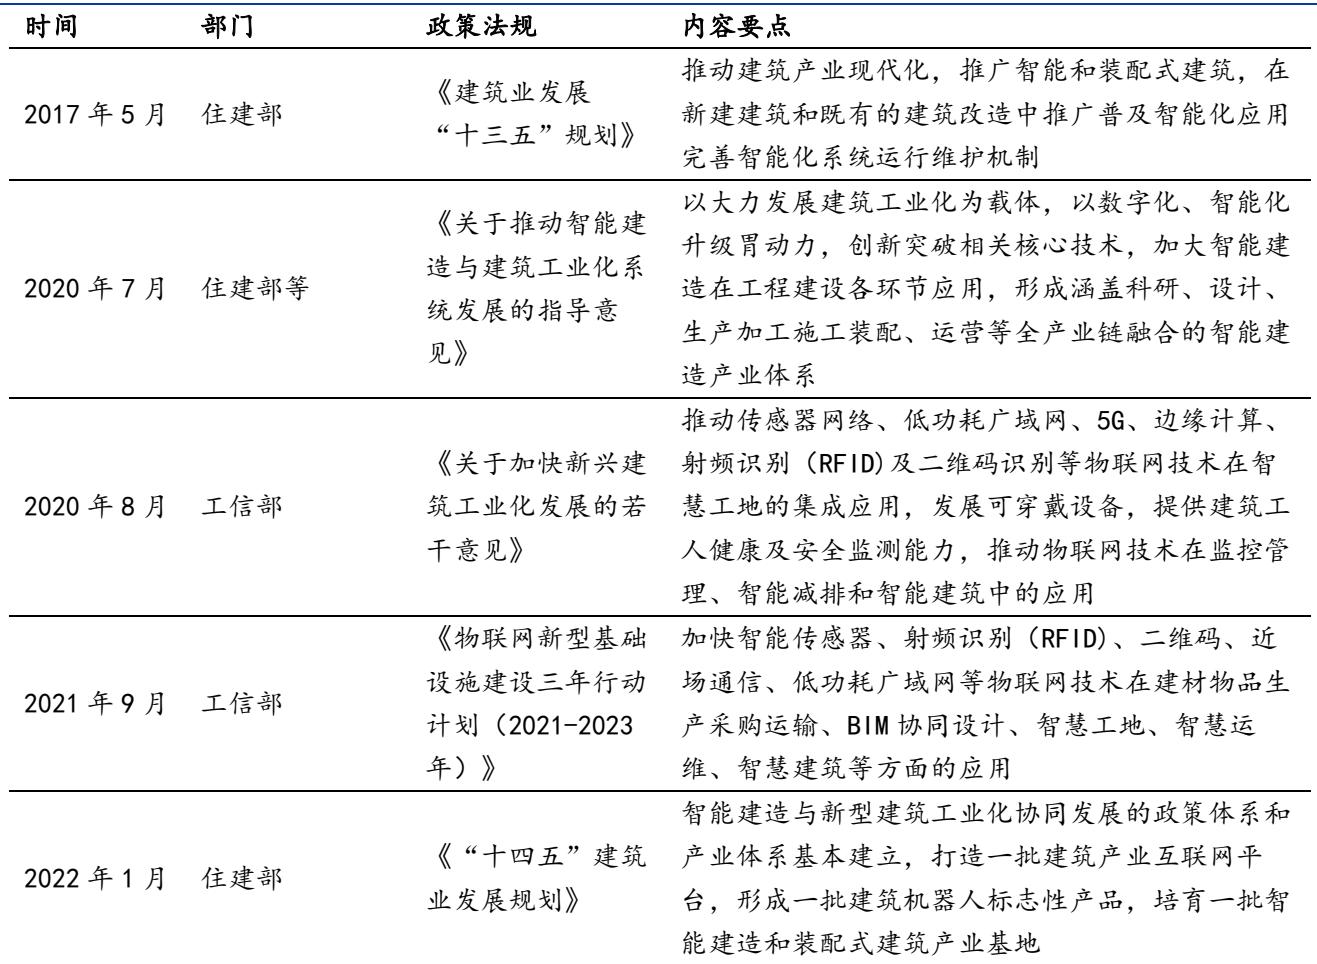 时间 部门 政策法规 内容要点
推动建筑产业现代化，推广智能和装配式建筑，在
2017 年 5 月 住建部 《建筑业发展 新建建筑和既有的建筑改造中推广普及智能化应用
“十三五”规划》 完善智能化系统运行维护机制
以大力发展建筑工业化为载体，以数字化、智能化
《关于推动智能建 升级胃动力，创新突破相关核心技术，加大智能建
2020 年 7 月 住建部等 造与建筑工业化系 造在工程建设各环节应用，形成涵盖科研、设计、
统发展的指导意 生产加工施工装配、运营等全产业链融合的智能建
见》 造产业体系
推动传感器网络、低功耗广域网、5G、边缘计算、
《关于加快新兴建 射频识别（RFID)及二维码识别等物联网技术在智
2020 年 8 月 工信部 筑工业化发展的若 慧工地的集成应用，发展可穿戴设备，提供建筑工
干意见》 人健康及安全监测能力，推动物联网技术在监控管
理、智能减排和智能建筑中的应用
《物联网新型基础 加快智能传感器、射频识别（RFID)、二维码、近
设施建设三年行动 场通信、低功耗广域网等物联网技术在建材物品生
2021 年 9 月 工信部 计划（2021-2023 产采购运输、BIM 协同设计、智慧工地、智慧运
年）》 维、智慧建筑等方面的应用
智能建造与新型建筑工业化协同发展的政策体系和
《“十四五”建筑 产业体系基本建立，打造一批建筑产业互联网平
2022 年 1 月 住建部 业发展规划》 台，形成一批建筑机器人标志性产品，培育一批智
能建造和装配式建筑产业基地